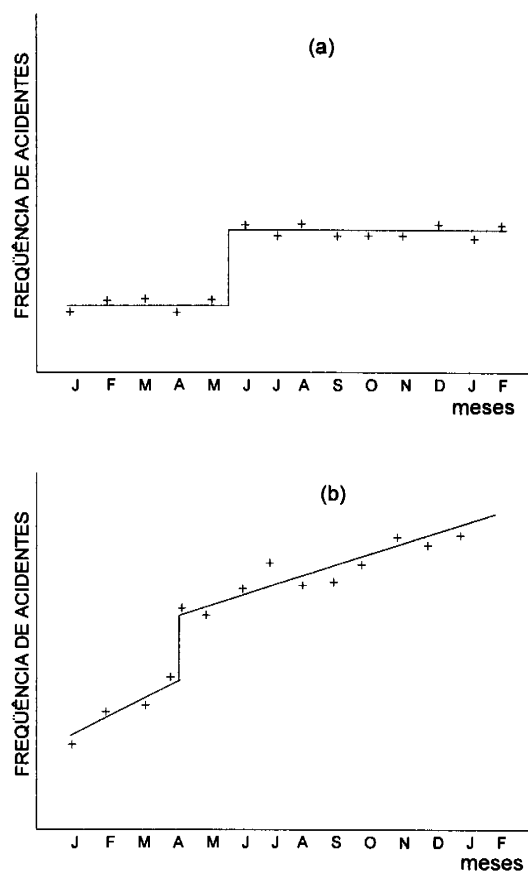 (a)
FREQÜÊNCIA DE ACIDENTES
J F M A M J J A S O N D J F
meses
(b)
FREQÜÊNCIA DE ACIDENTES
J F M A M J J A S O N D J F
meses